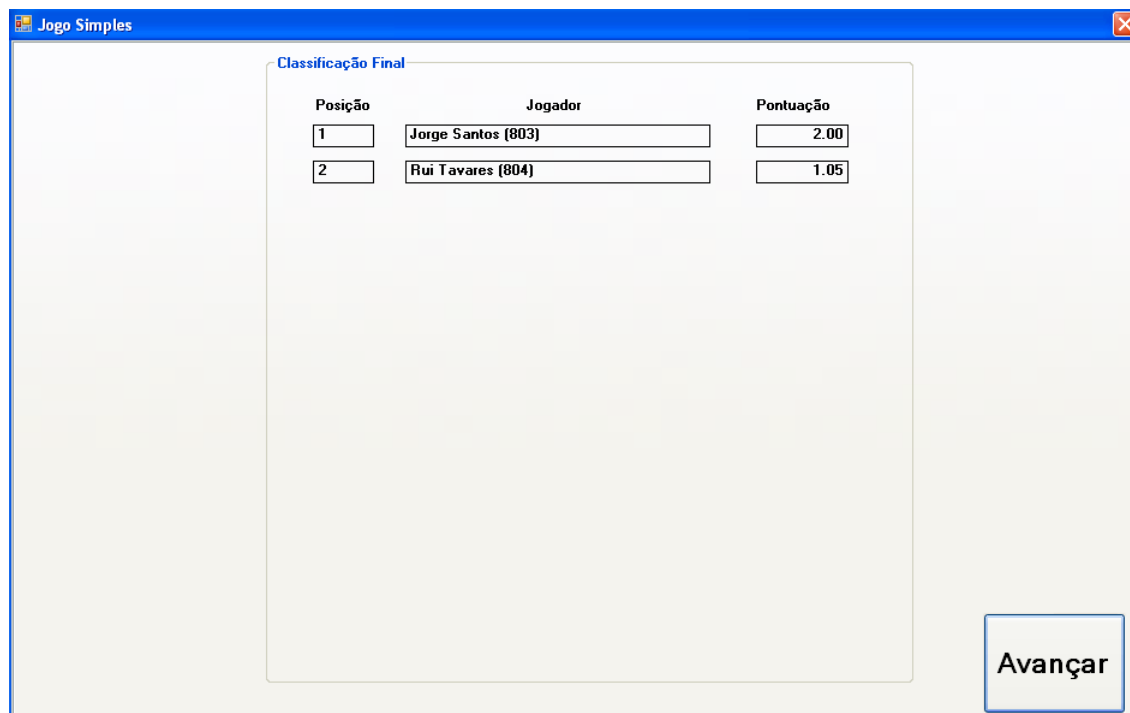 Jogo Simples
Classificação Final
Posição Jogador Pontuação
1 Jorge Santos (803) 2.00
2 Rui Tavares (804) 1.05
Avançar